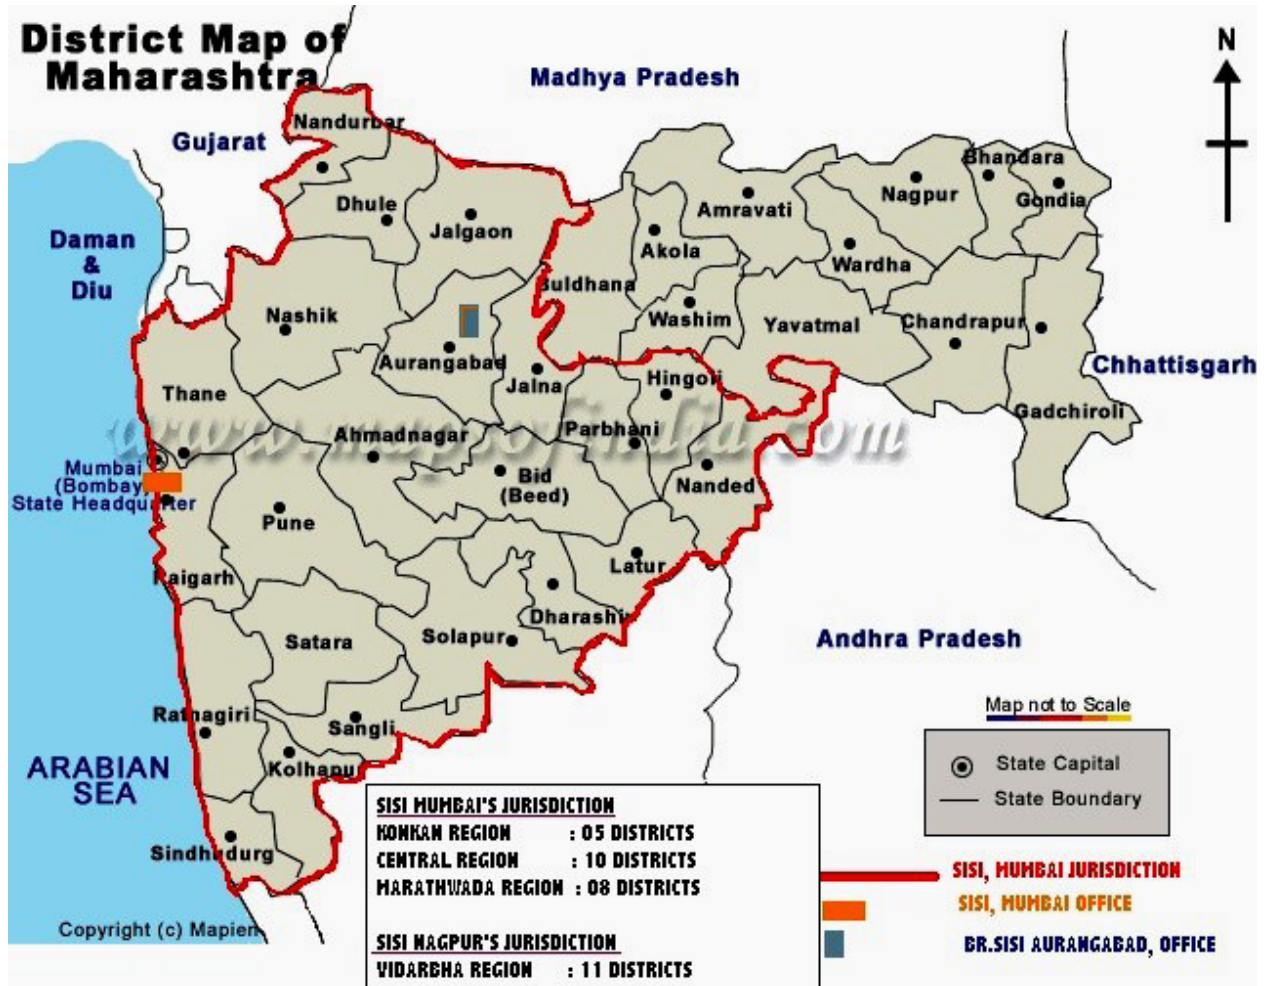 District Map of
Maharashtra
N
Madhya Pradesh
Gujarat
Nandurbar
Bhandara
Nagpur
Gondia
Dhule
Amravati
Jalgaon
Daman
&
Diu
Akola
Wardha
Buldhana
Nashik
Washim
Yavatmal
Chandrapur
Aurangabad
Chhattisgarh
Jalna
Hingoli
Thane
Gadchiroli
www.mapsofindia.com
Ahmadnagar
Parbhani
Mumbai
(Bombay)
State Headquarter
Bid
(Beed)
Nanded
Pune
Latur
Raigarh
Dharashiv
Satara
Solapur
Andhra Pradesh
Map not to Scale
Ratnagiri
Sangli
ARABIAN
SEA
Kolhapur
State Capital
State Boundary
Sindhudurg
SISI MUMBAI'S JURISDICTION
KONKAN REGION : 05 DISTRICTS
CENTRAL REGION : 10 DISTRICTS
MARATHWADA REGION : 08 DISTRICTS
SISI NAGPUR'S JURISDICTION
VIDARBHA REGION : 11 DISTRICTS
SISI, MUMBAI JURISDICTION
SISI, MUMBAI OFFICE
BR.SISI AURANGABAD, OFFICE
Copyright (c) Mapien